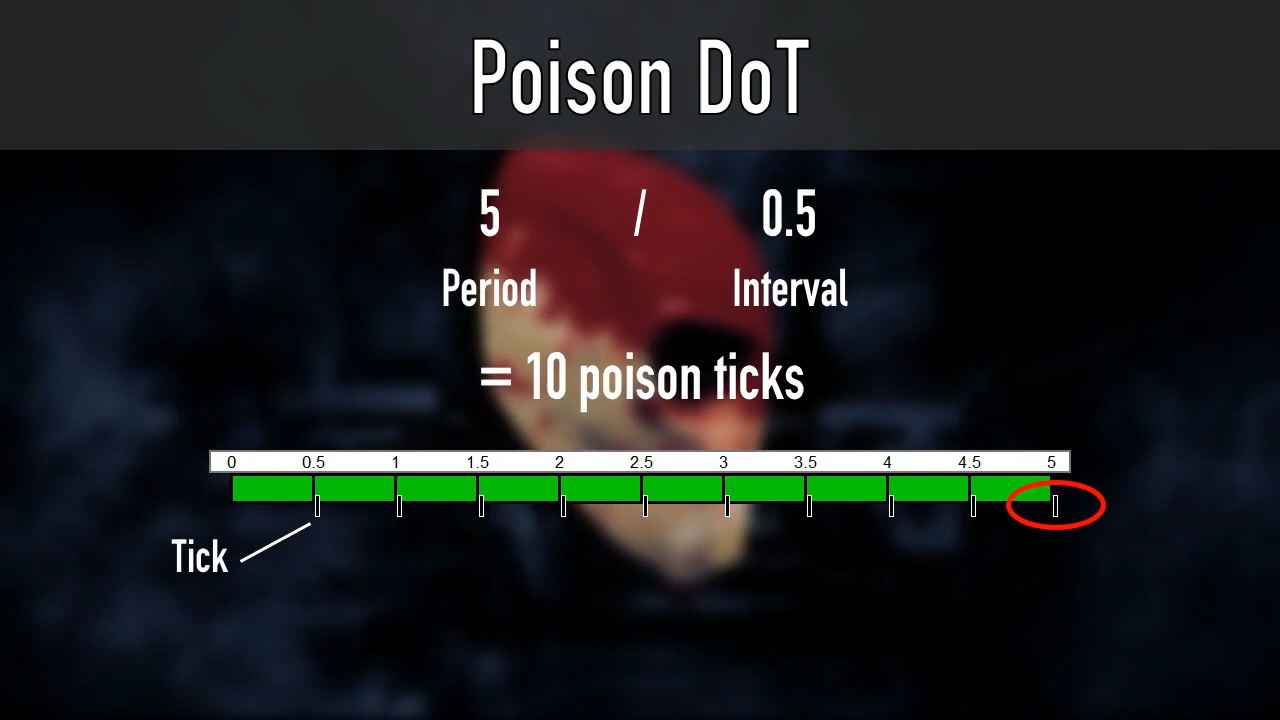 Poison DoT
5 / 0.5
Period Interval
= 10 poison ticks
0 0.5 1 1.5 2 2.5 3 3.5 4 4.5 5
Tick